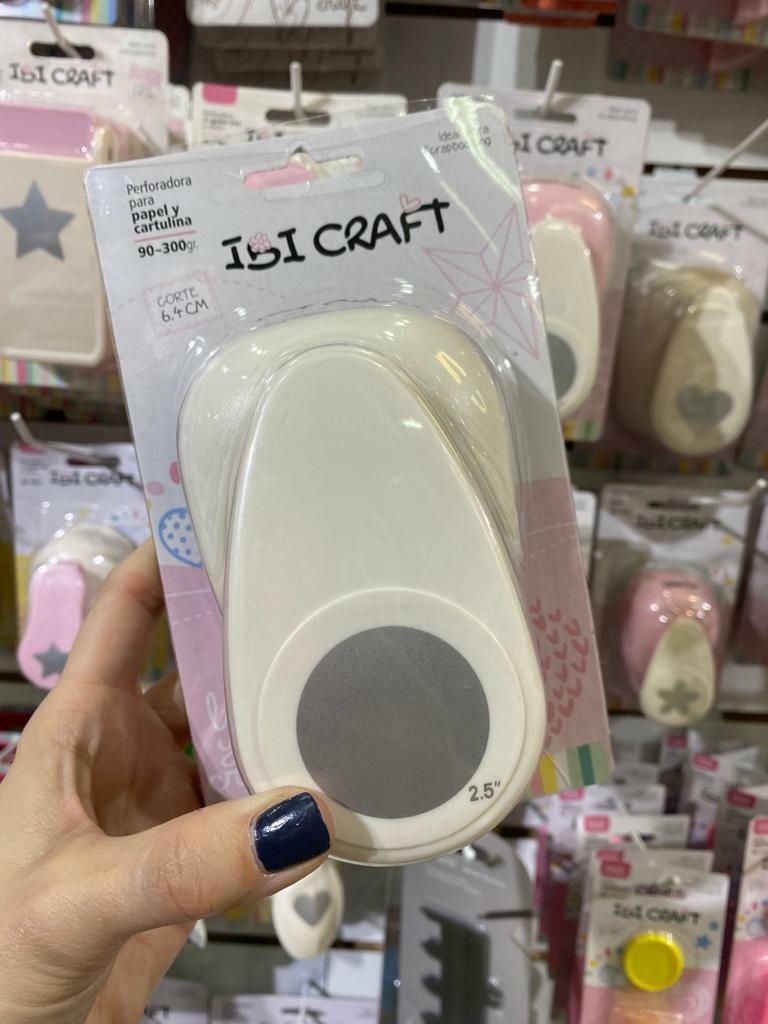 IBI CRAFT
Perforadora
para
papel y
cartulina
90-300gr.
CORTE
6.4 CM
Scrapbooking
IBI CRAFT
2.5"
IBI CRAFT
IBI CRAFT
IBI CRAFT
IBI CRAFT